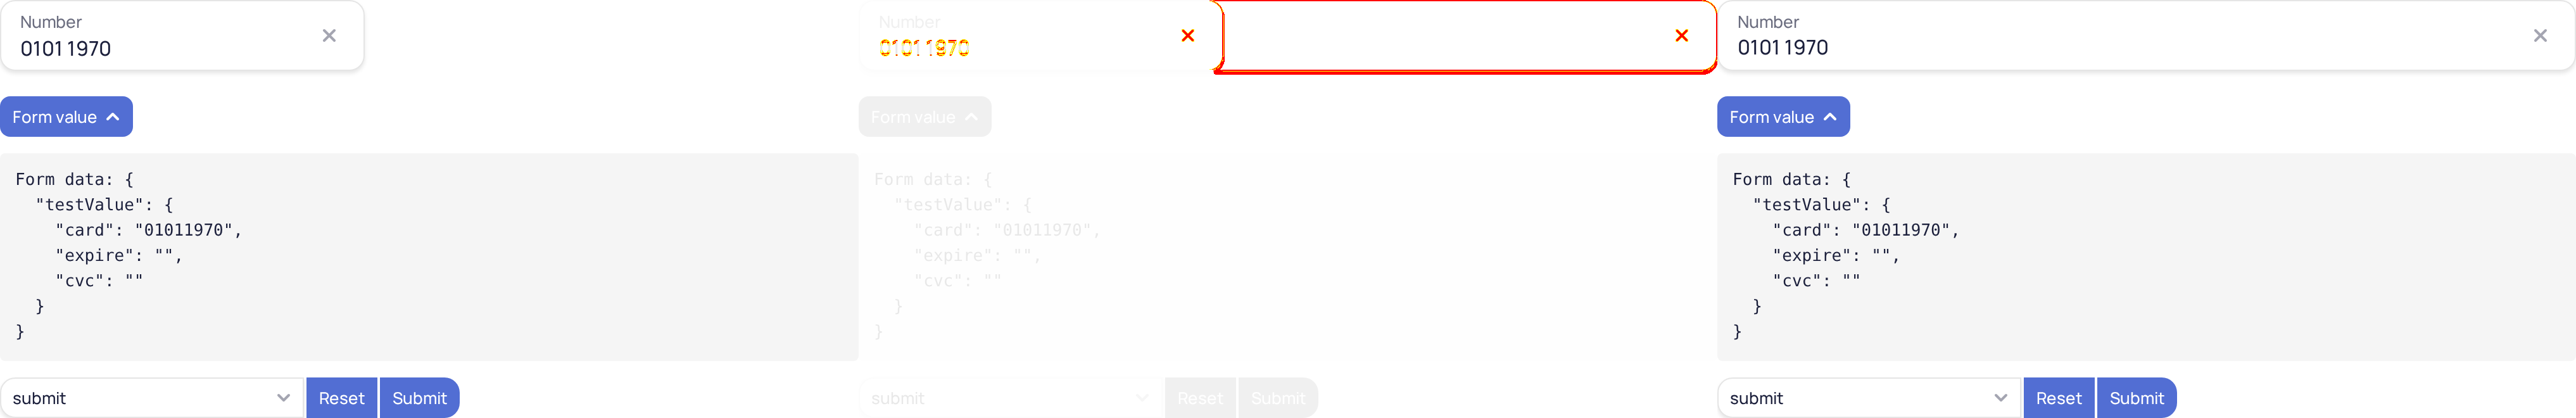 Number
0101 1970
Form value
Form data: {
  "testValue": {
    "card": "01011970",
    "expire": "",
    "cvc": ""
  }
}
submit
Reset
Submit
Number
0101 1970
Form value
Form data: {
  "testValue": {
    "card": "01011970",
    "expire": "",
    "cvc": ""
  }
}
submit
Reset
Submit
Number
0101 1970
Form value
Form data: {
  "testValue": {
    "card": "01011970",
    "expire": "",
    "cvc": ""
  }
}
submit
Reset
Submit